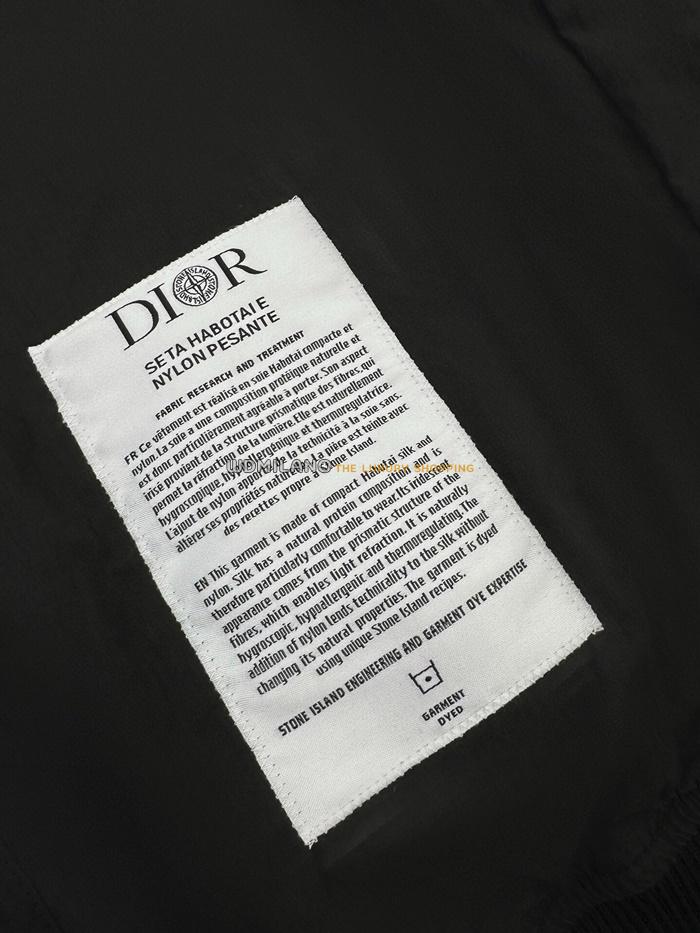 DIOR
STONE ISLAND STONE ISLAND
SETA HABOTAI E
NYLON PESANTE
FABRIC RESEARCH AND TREATMENT
FR Ce vêtement est réalisé en soie Habotai compacte et
nylon. La soie a une composition protéique naturelle et
est donc particulièrement agréable à porter. Son aspect
irisé provient de la structure prismatique des fibres, qui
permet la réfraction de la lumière. Elle est naturellement
hygroscopique, hypoallergénique et thermorégulatrice.
L'ajout de nylon apporte de la technicité à la soie sans
altérer ses propriétés naturelles. La pièce est teinte avec
des recettes propres à Stone Island.
UDMILANO THE LUXURY SHOPPING
EN This garment is made of compact Habotai silk and
nylon. Silk has a natural protein composition and is
therefore particularly comfortable to wear. Its iridescent
appearance comes from the prismatic structure of the
fibres, which enables light refraction. It is naturally
hygroscopic, hypoallergenic and thermoregulating. The
addition of nylon lends technicality to the silk without
changing its natural properties. The garment is dyed
using unique Stone Island recipes.
STONE ISLAND ENGINEERING AND GARMENT DYE EXPERTISE
GARMENT
DYED